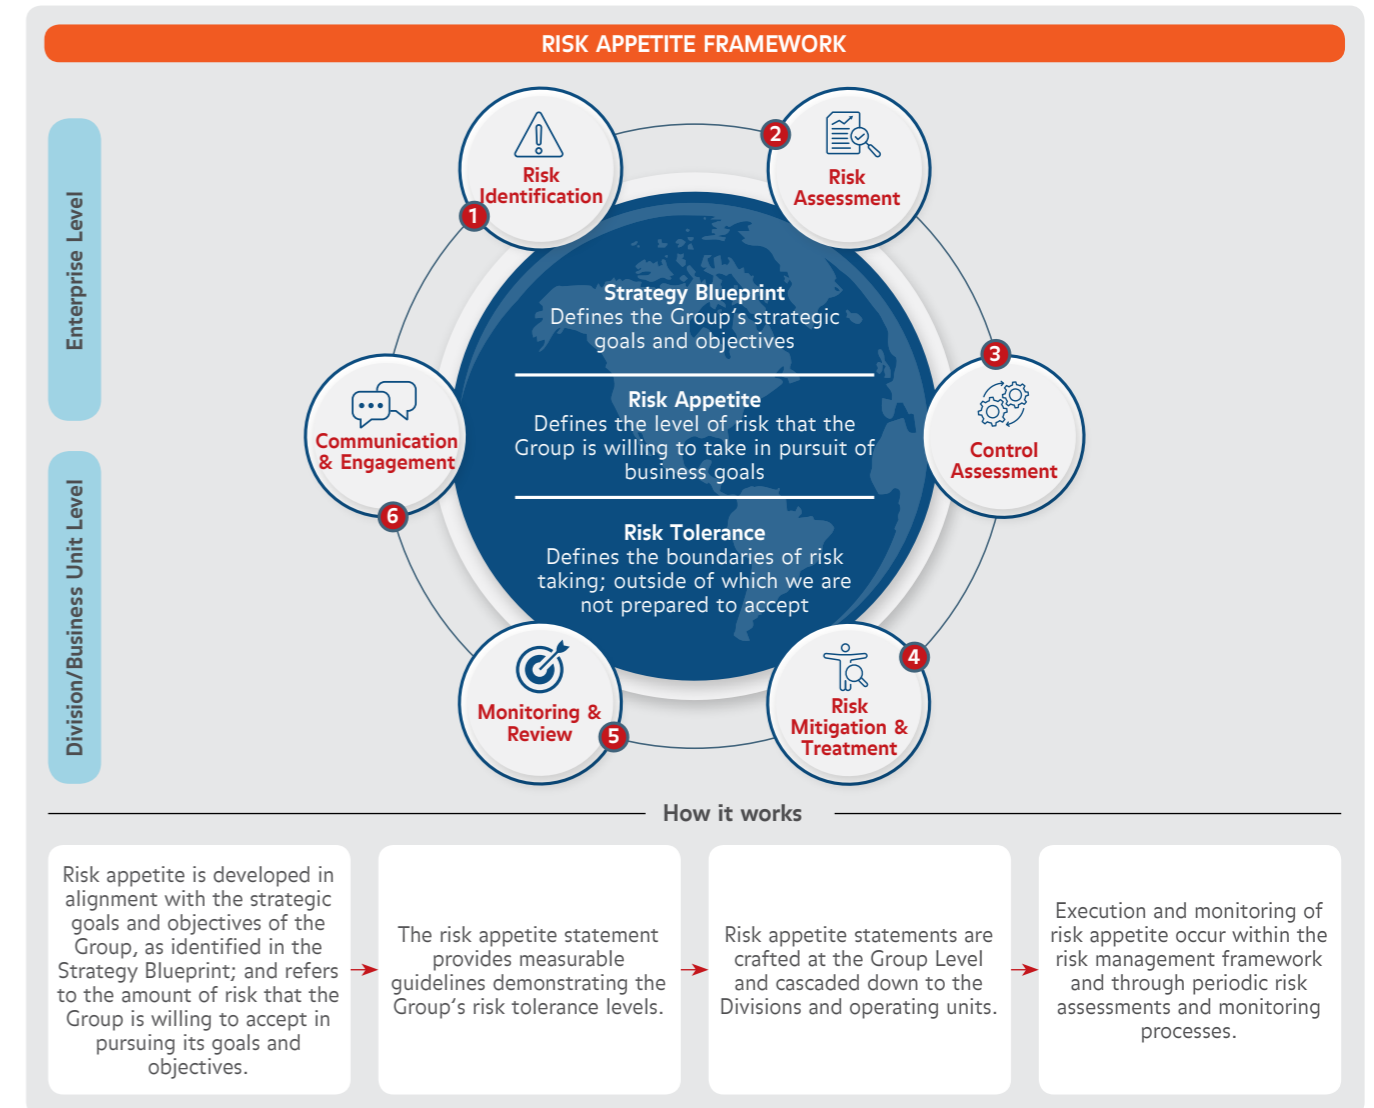 RISK APPETITE FRAMEWORK
Enterprise Level
Division/Business Unit Level
1
Risk
Identification
2
Risk
Assessment
3
Control
Assessment
4
Risk
Mitigation &
Treatment
5
Monitoring &
Review
6
Communication
& Engagement
Strategy Blueprint
Defines the Group's strategic
goals and objectives
Risk Appetite
Defines the level of risk that the
Group is willing to take in pursuit of
business goals
Risk Tolerance
Defines the boundaries of risk
taking; outside of which we are
not prepared to accept
How it works
Risk appetite is developed in
alignment with the strategic
goals and objectives of the
Group, as identified in the
Strategy Blueprint; and refers
to the amount of risk that the
Group is willing to accept in
pursuing its goals and
objectives.
The risk appetite statement
provides measurable
guidelines demonstrating the
Group's risk tolerance levels.
Risk appetite statements are
crafted at the Group Level
and cascaded down to the
Divisions and operating units.
Execution and monitoring of
risk appetite occur within the
risk management framework
and through periodic risk
assessments and monitoring
processes.